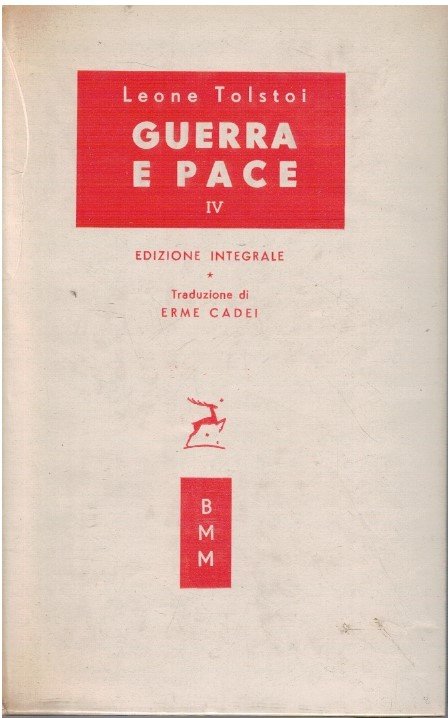 Leone Tolstoi
GUERRA
E PACE
IV
EDIZIONE INTEGRALE
*
Traduzione di
ERME CADEI
B
M
M